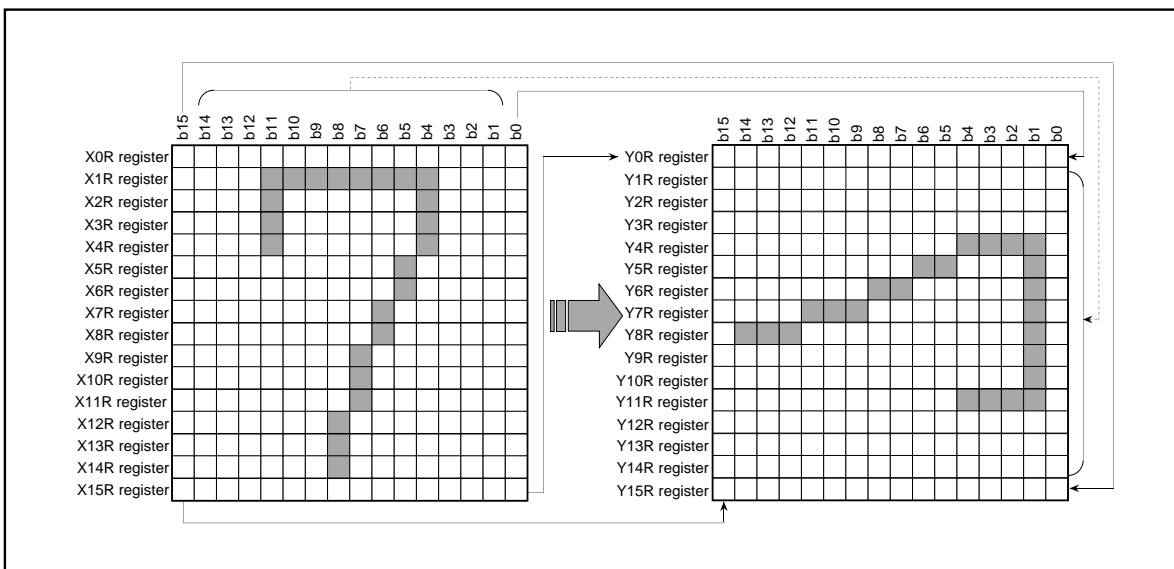 b15 b14 b13 b12 b11 b10 b9 b8 b7 b6 b5 b4 b3 b2 b1 b0
X0R register
X1R register
X2R register
X3R register
X4R register
X5R register
X6R register
X7R register
X8R register
X9R register
X10R register
X11R register
X12R register
X13R register
X14R register
X15R register
b15 b14 b13 b12 b11 b10 b9 b8 b7 b6 b5 b4 b3 b2 b1 b0
Y0R register
Y1R register
Y2R register
Y3R register
Y4R register
Y5R register
Y6R register
Y7R register
Y8R register
Y9R register
Y10R register
Y11R register
Y12R register
Y13R register
Y14R register
Y15R register